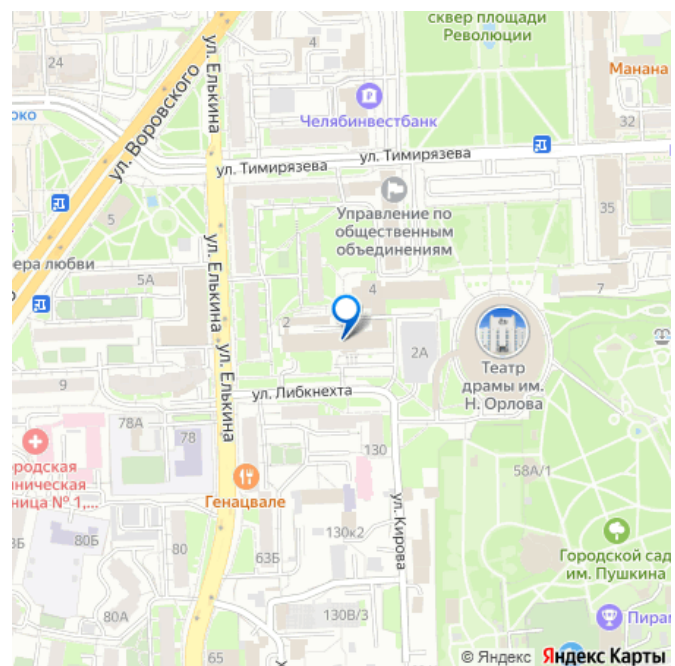 сквер площади
Революции
24
4
Манана
Челябинвестбанк
ул. Воровского
ул. Елькина
32
ул. Тимирязева
ул. Тимирязева
35
5
Управление по
общественным
объединениям
ул. Елькина
ера любви
5А
4
7
2
2А
Театр
драмы им.
Н. Орлова
ул. Елькина
9
ул. Либкнехта
78А
78
130
ородская
ническая
ница № 1,...
58А/1
Генацвале
ул. Кирова
3Б
80Б
80
63Б
130к2
Городской сад
им. Пушкина
80А
130В/3
Пирам
65
© Яндекс Яндекс Карты